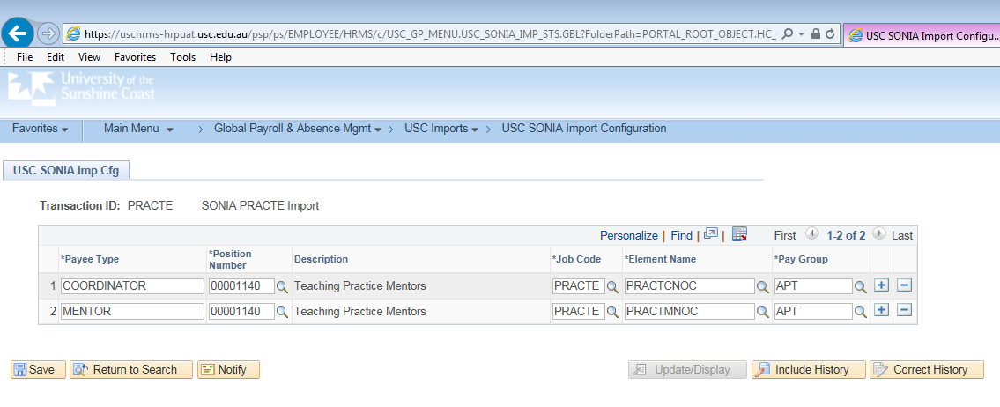 https://uschrms-hrpuat.usc.edu.au/psp/ps/EMPLOYEE/HRMS/c/USC_GP_MENU.USC_SONIA_IMP_STS.GBL?FolderPath=PORTAL_ROOT_OBJECT.HC_ USC SONIA Import Configu...
File Edit View Favorites Tools Help
University of the
Sunshine Coast
Favorites Main Menu > Global Payroll & Absence Mgmt > USC Imports > USC SONIA Import Configuration
USC SONIA Imp Cfg
Transaction ID: PRACTE SONIA PRACTE Import
Personalize | Find | | First 1-2 of 2 Last
*Payee Type *Position Number Description *Job Code *Element Name *Pay Group
1 COORDINATOR 00001140 Teaching Practice Mentors PRACTE PRACTCNOC APT
2 MENTOR 00001140 Teaching Practice Mentors PRACTE PRACTMNOC APT
Save Return to Search Notify Update/Display Include History Correct History